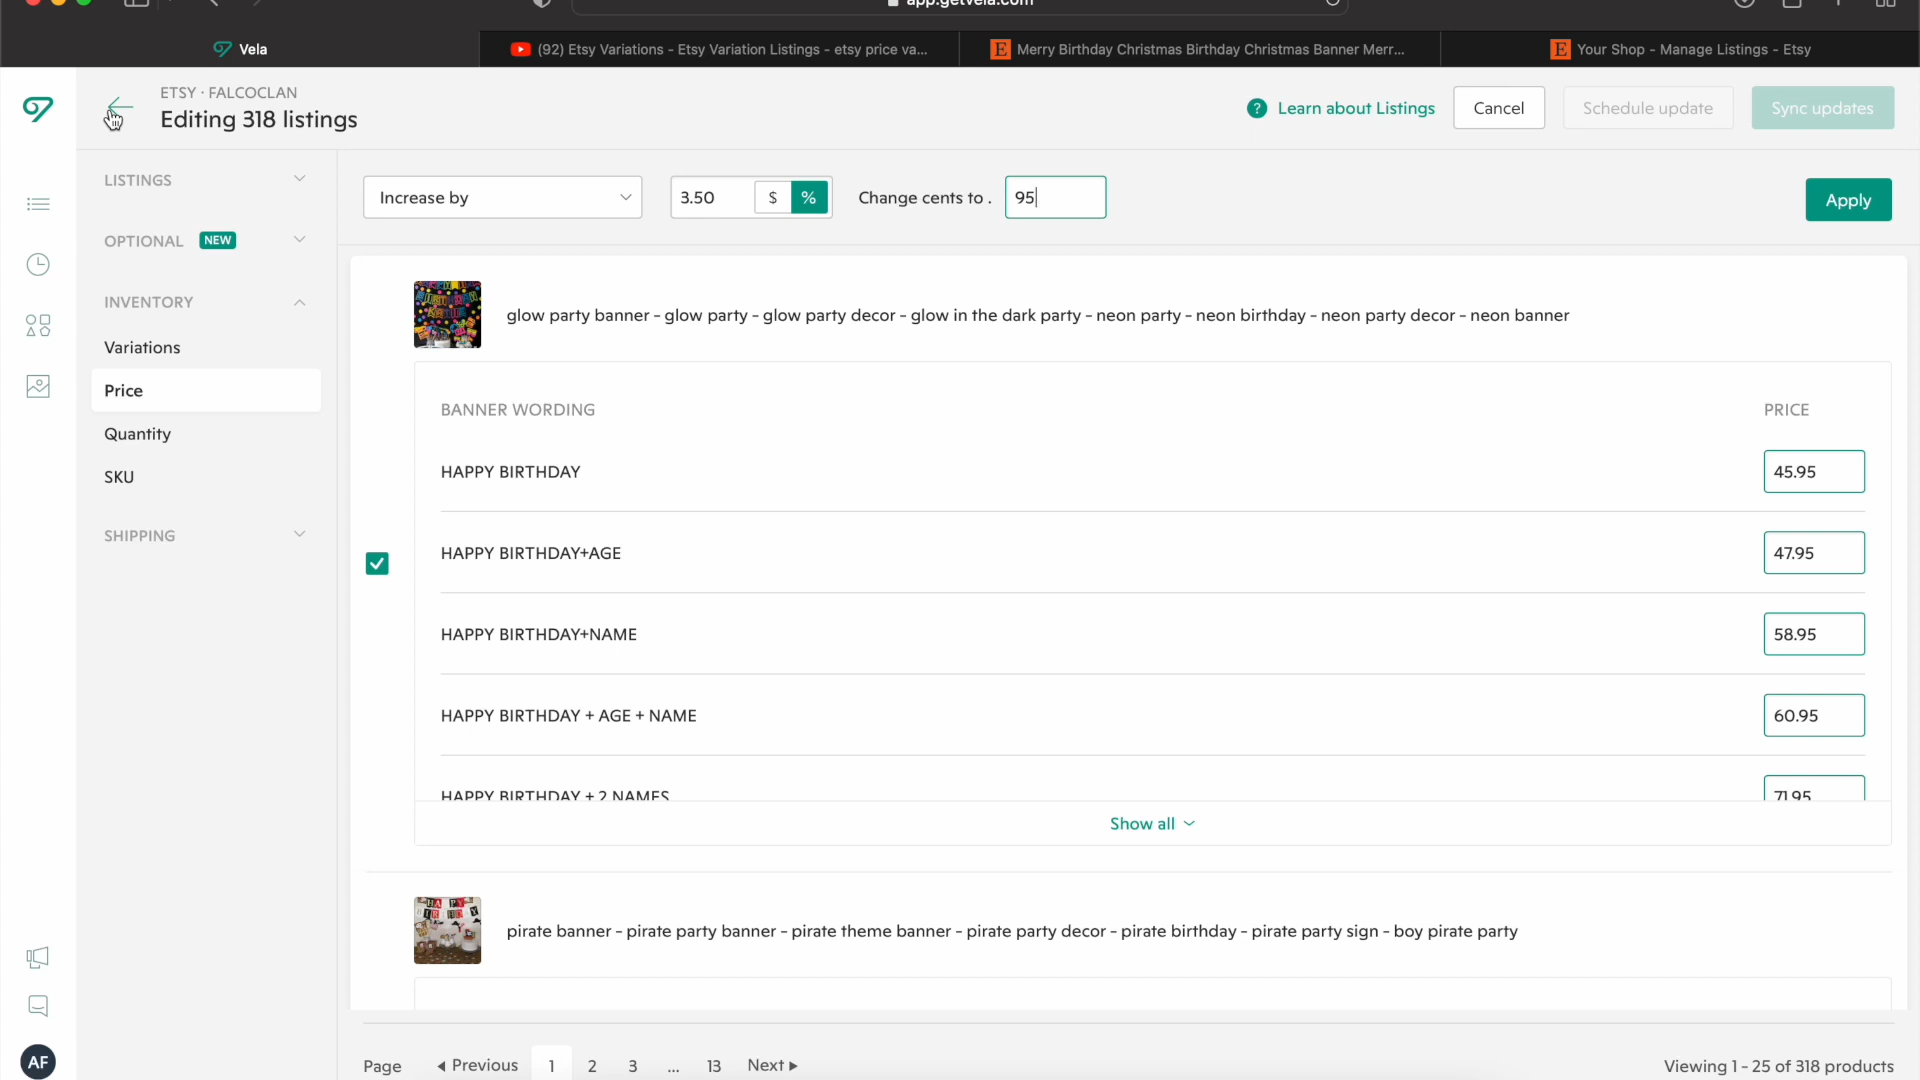 app.getvela.com
Vela
(92) Etsy Variations - Etsy Variation Listings - etsy price va...
Merry Birthday Christmas Birthday Christmas Banner Merr...
Your Shop - Manage Listings - Etsy
ETSY · FALCOCLAN
Editing 318 listings
? Learn about Listings
Cancel
Schedule update
Sync updates
LISTINGS
OPTIONAL NEW
INVENTORY
Variations
Price
Quantity
SKU
SHIPPING
AF
Increase by
3.50 $ %
Change cents to . 95
Apply
glow party banner - glow party - glow party decor - glow in the dark party - neon party - neon birthday - neon party decor - neon banner
BANNER WORDING PRICE
HAPPY BIRTHDAY 45.95
HAPPY BIRTHDAY+AGE 47.95
HAPPY BIRTHDAY+NAME 58.95
HAPPY BIRTHDAY + AGE + NAME 60.95
HAPPY BIRTHDAY + 2 NAMES 71.95
Show all
pirate banner - pirate party banner - pirate theme banner - pirate party decor - pirate birthday - pirate party sign - boy pirate party
Page ◂ Previous 1 2 3 ... 13 Next ▸
Viewing 1 - 25 of 318 products